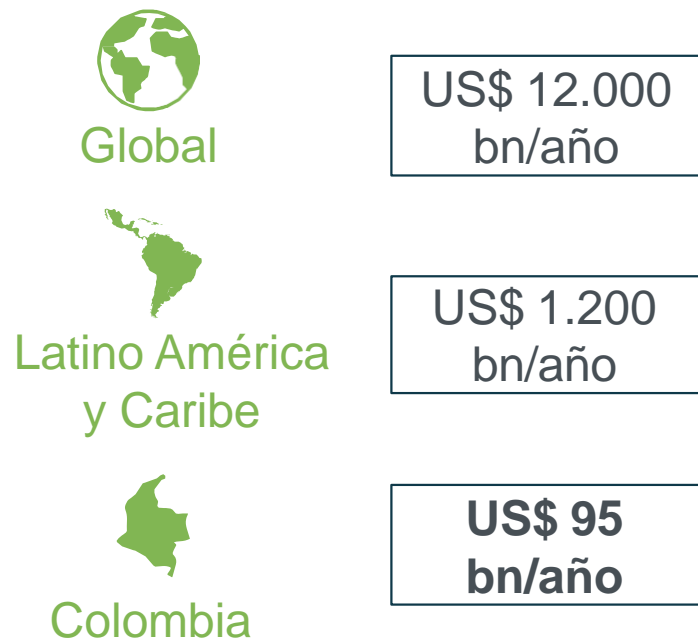 Global
US$ 12.000
bn/año
Latino América
y Caribe
US$ 1.200
bn/año
Colombia
US$ 95
bn/año